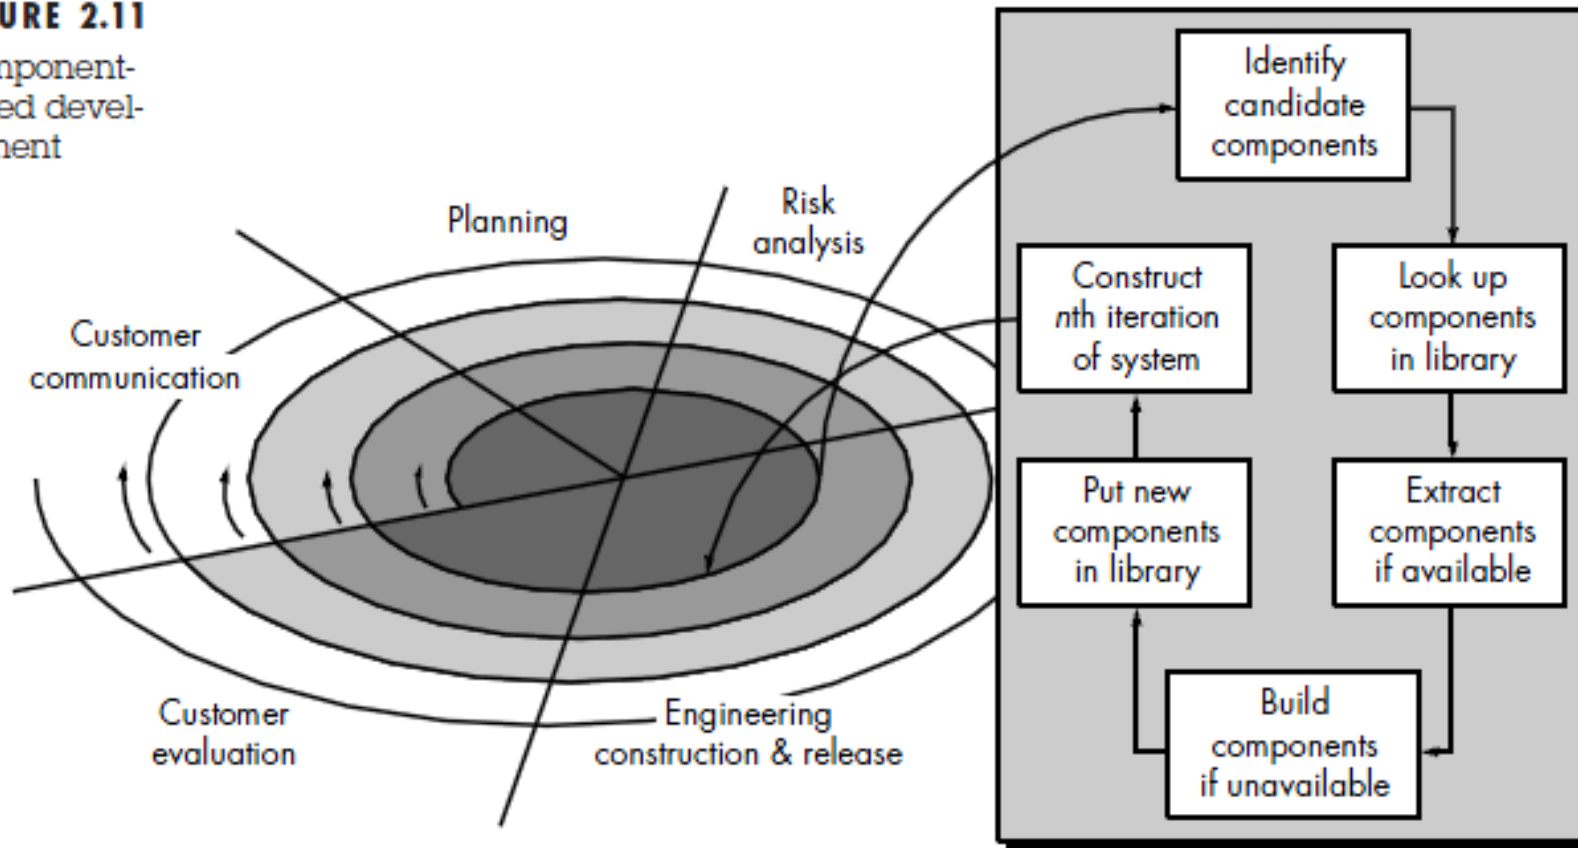 URE 2.11
mponent-
ed devel-
ment
Planning
Risk
analysis
Customer
communication
Customer
evaluation
Engineering
construction & release
Identify
candidate
components
Construct
nth iteration
of system
Look up
components
in library
Put new
components
in library
Extract
components
if available
Build
components
if unavailable